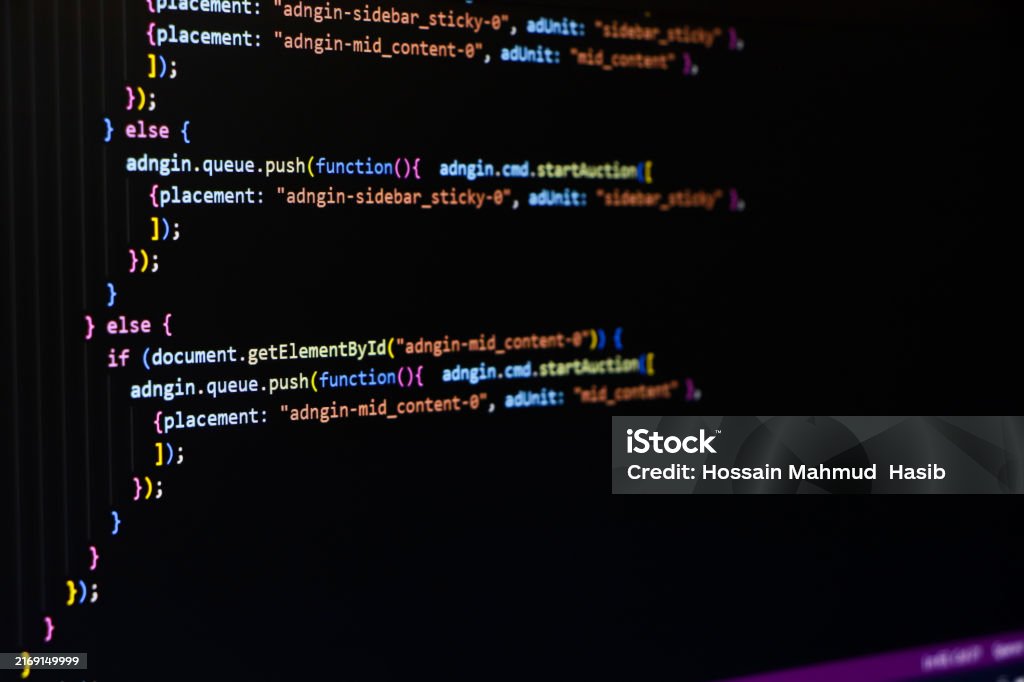 {placement: "adngin-sidebar_sticky-0", adUnit: "sidebar_sticky" },
{placement: "adngin-mid_content-0", adUnit: "mid_content" },
]);
});
} else {
adngin.queue.push(function(){  adngin.cmd.startAuction([
{placement: "adngin-sidebar_sticky-0", adUnit: "sidebar_sticky" },
]);
});
}
} else {
if (document.getElementById("adngin-mid_content-0")) {
adngin.queue.push(function(){  adngin.cmd.startAuction([
{placement: "adngin-mid_content-0", adUnit: "mid_content" },
]);
});
}
}
});
}
}
iStock™
Credit: Hossain Mahmud  Hasib
2169149999